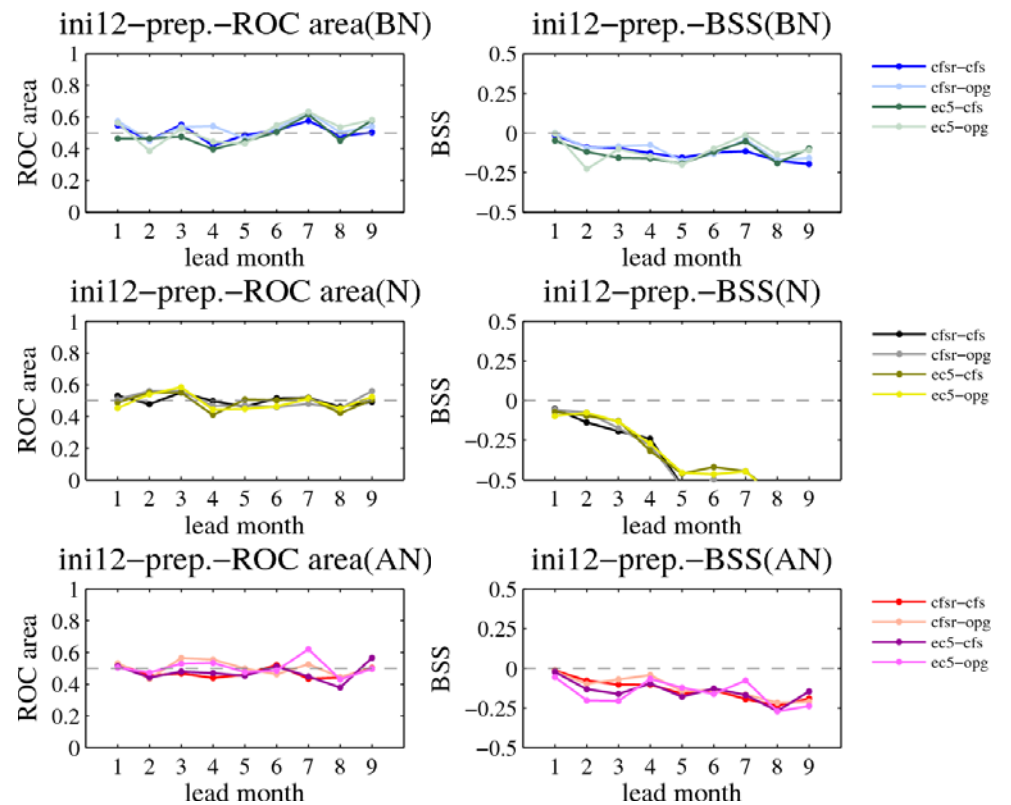 ini12−prep.−ROC area(BN)
ini12−prep.−BSS(BN)
ROC area
1
0.8
0.6
0.4
0.2
0
1 2 3 4 5 6 7 8 9
lead month
BSS
0.5
0.25
0
−0.25
−0.5
1 2 3 4 5 6 7 8 9
lead month
cfsr−cfs
cfsr−opg
ec5−cfs
ec5−opg
ini12−prep.−ROC area(N)
ini12−prep.−BSS(N)
ROC area
1
0.8
0.6
0.4
0.2
0
1 2 3 4 5 6 7 8 9
lead month
BSS
0.5
0.25
0
−0.25
−0.5
1 2 3 4 5 6 7 8 9
lead month
cfsr−cfs
cfsr−opg
ec5−cfs
ec5−opg
ini12−prep.−ROC area(AN)
ini12−prep.−BSS(AN)
ROC area
1
0.8
0.6
0.4
0.2
0
1 2 3 4 5 6 7 8 9
lead month
BSS
0.5
0.25
0
−0.25
−0.5
1 2 3 4 5 6 7 8 9
lead month
cfsr−cfs
cfsr−opg
ec5−cfs
ec5−opg